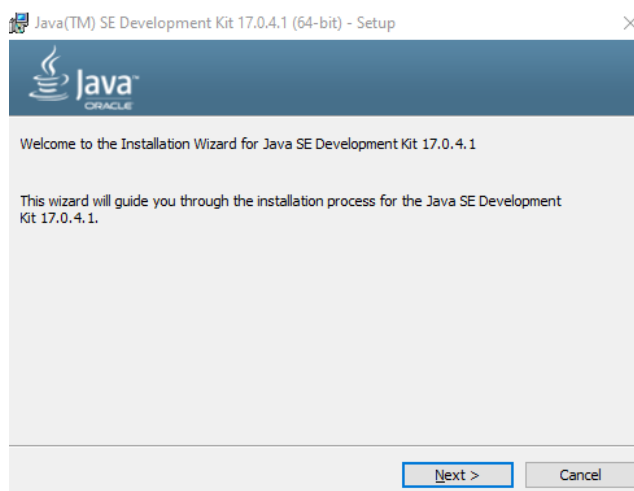 Java(TM) SE Development Kit 17.0.4.1 (64-bit) - Setup
Java™
ORACLE
Welcome to the Installation Wizard for Java SE Development Kit 17.0.4.1
This wizard will guide you through the installation process for the Java SE Development
Kit 17.0.4.1.
Next >
Cancel